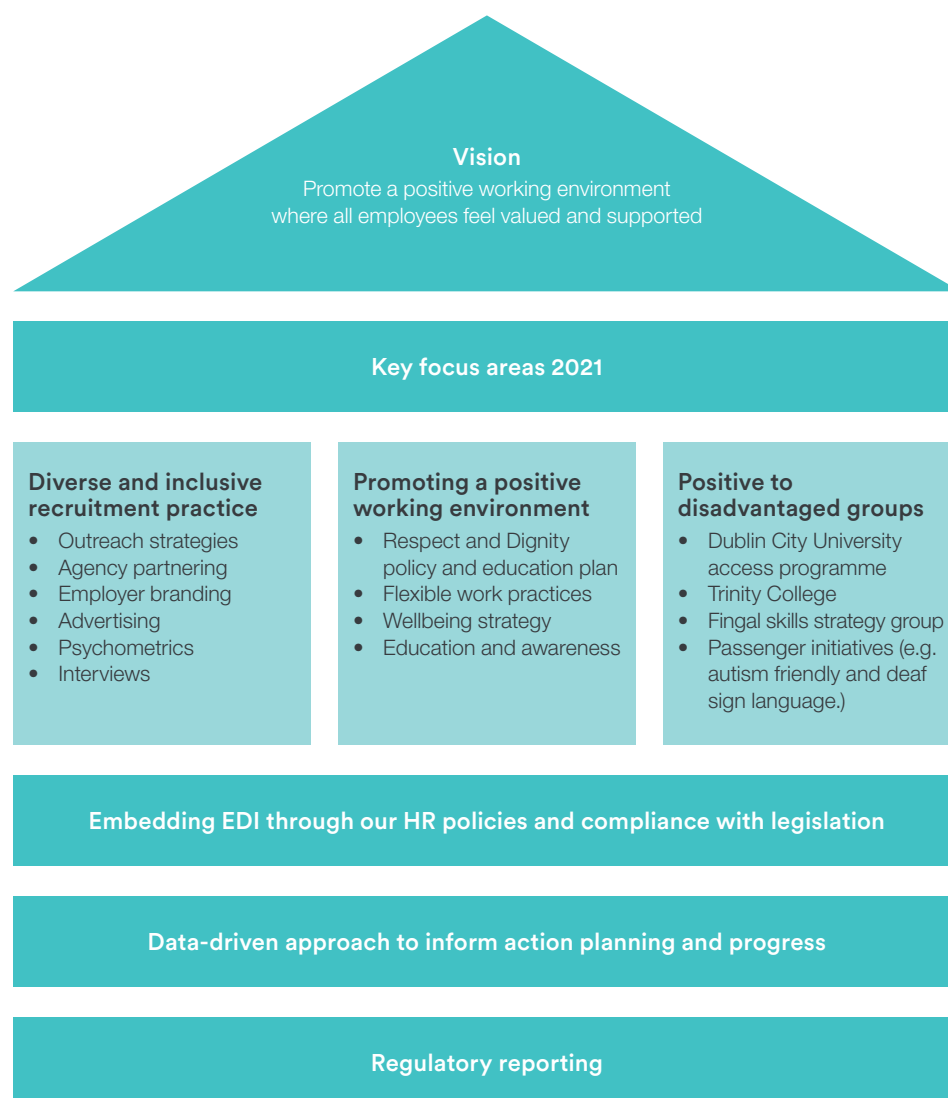 Vision
Promote a positive working environment
where all employees feel valued and supported
Key focus areas 2021
Diverse and inclusive
recruitment practice
• Outreach strategies
• Agency partnering
• Employer branding
• Advertising
• Psychometrics
• Interviews
Promoting a positive
working environment
• Respect and Dignity
policy and education plan
• Flexible work practices
• Wellbeing strategy
• Education and awareness
Positive to
disadvantaged groups
• Dublin City University
access programme
• Trinity College
• Fingal skills strategy group
• Passenger initiatives (e.g.
autism friendly and deaf
sign language.)
Embedding EDI through our HR policies and compliance with legislation
Data-driven approach to inform action planning and progress
Regulatory reporting